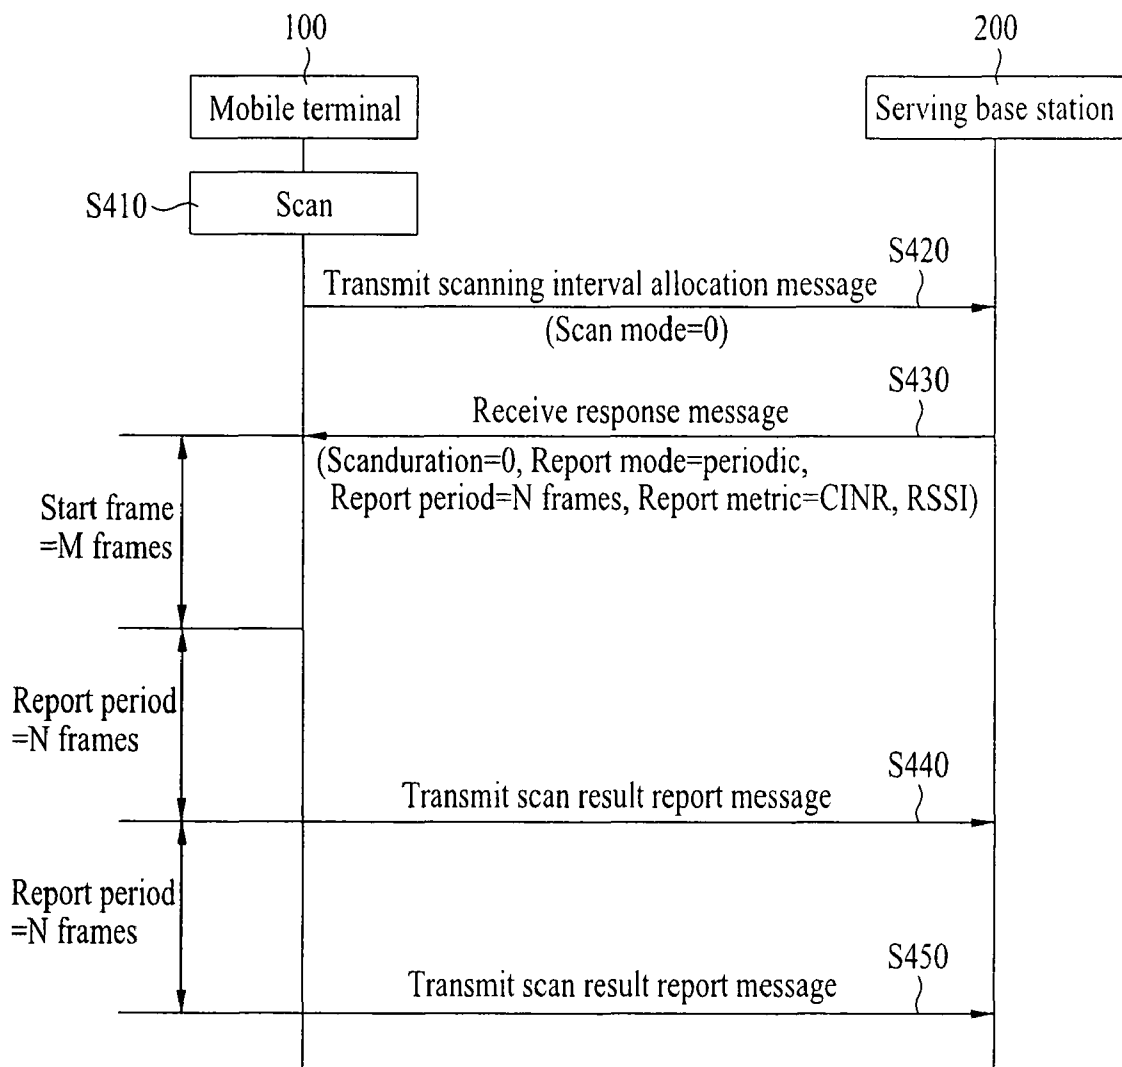 100
200
Mobile terminal
Serving base station
S410
Scan
S420
Transmit scanning interval allocation message
(Scan mode=0)
S430
Receive response message
(Scanduration=0, Report mode=periodic,
Report period=N frames, Report metric=CINR, RSSI)
Start frame
=M frames
Report period
=N frames
S440
Transmit scan result report message
Report period
=N frames
S450
Transmit scan result report message